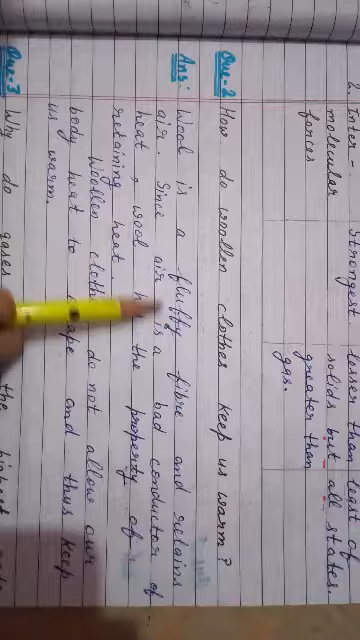 2. Inter- Strongest lesser than least of
molecular solids but all states.
forces greater than
gas.
Que-2 How do woollen clothes keep us warm?
Ans: Wool is a fluffy fibre and retains
air. Since air is a bad conductor of
heat, wool the property of
retaining heat.
Woollen do not allow our
body heat to and thus keep
us warm.
Que-3 Why do gases the highest